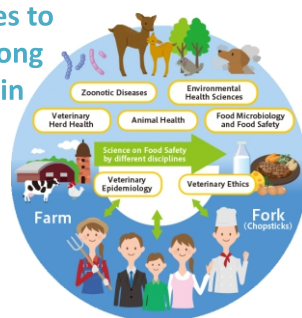 es to
ong
in
Zoonotic Diseases
Environmental
Health Sciences
Veterinary
Herd Health
Animal Health
Food Microbiology
and Food Safety
Science on Food Safety
by different disciplines
Veterinary
Epidemiology
Veterinary Ethics
Farm
Fork
(Chopsticks)